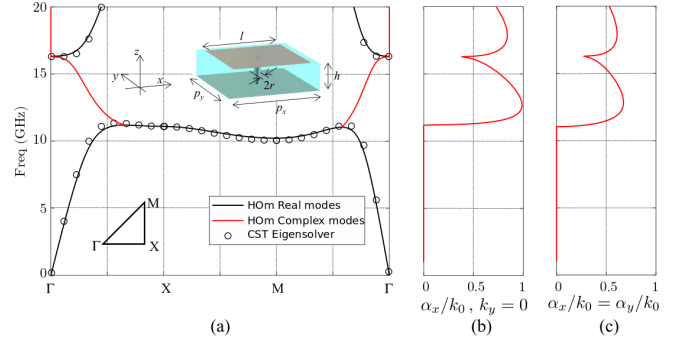 (a)
20
15
10
5
0
Freq (GHz)
z
y
x
l
h
2r
p_y
p_x
HOm Real modes
HOm Complex modes
CST Eigensolver
M
Γ
X
Γ
X
M
Γ
(a)
0
0.5
1
α_x/k_0 , k_y = 0
(b)
0
0.5
1
α_x/k_0 = α_y/k_0
(c)